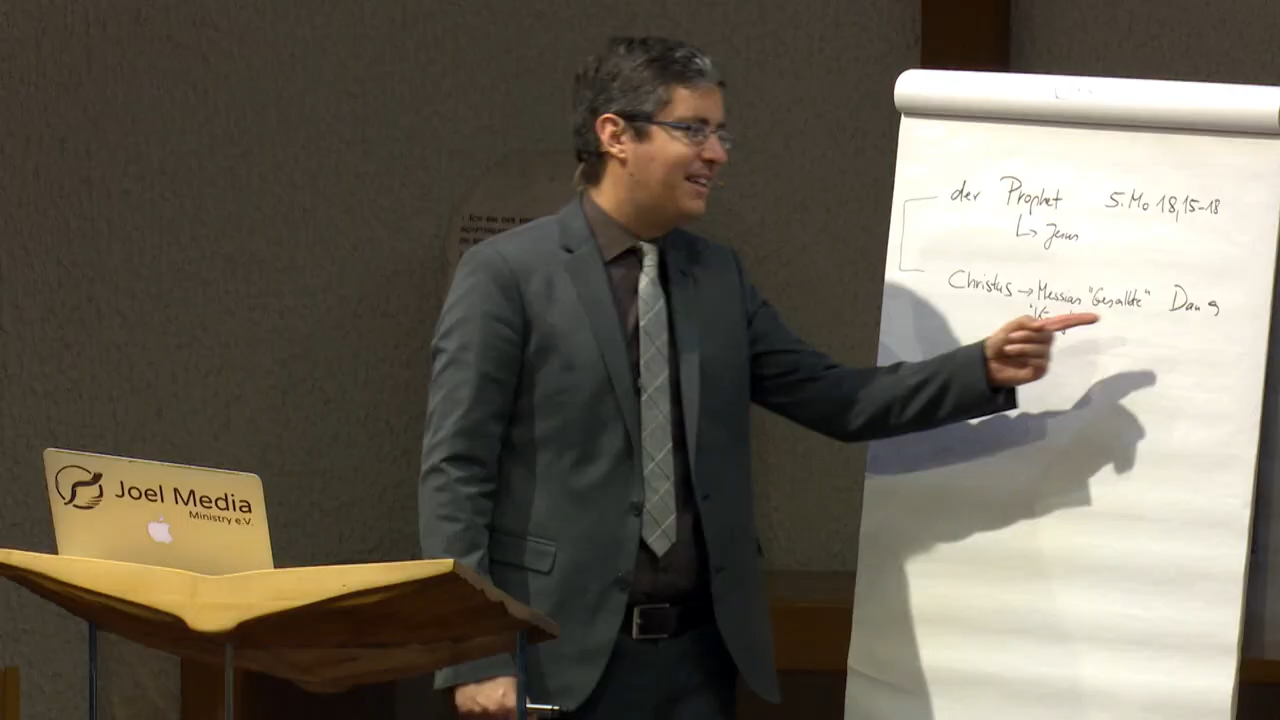 der Prophet 5.Mo 18,15-18
↳ Jesus
Christus → Messias "Gesalbte" Dan 9
Joel Media
Ministry e.V.